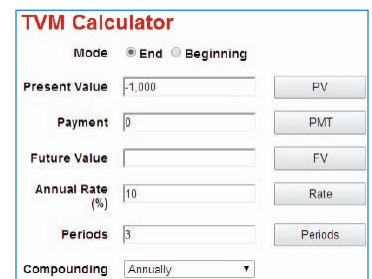 TVM Calculator
Mode End Beginning
Present Value -1,000 PV
Payment 0 PMT
Future Value FV
Annual Rate (%) 10 Rate
Periods 3 Periods
Compounding Annually